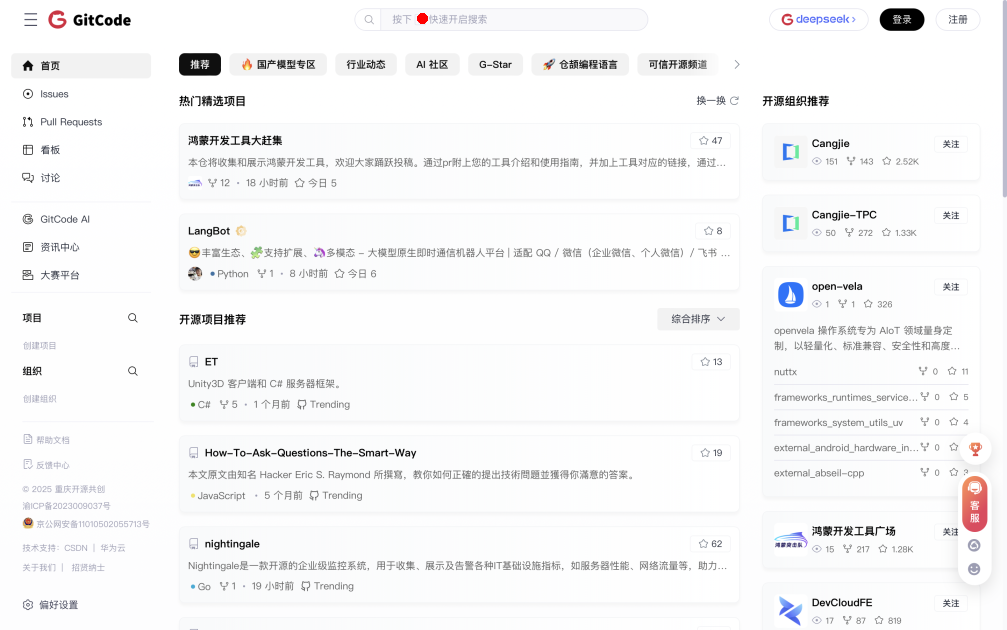 GitCode
按下
快速开启搜索
deepseek
登录
注册
首页
Issues
Pull Requests
看板
讨论
GitCode AI
资讯中心
大赛平台
项目
创建项目
组织
创建组织
帮助文档
反馈中心
© 2025 重庆开源共创
渝ICP备2023009037号
京公网安备11010502055713号
技术支持：CSDN | 华为云
关于我们 | 招贤纳士
偏好设置
推荐
国产模型专区
行业动态
AI 社区
G-Star
仓颉编程语言
可信开源频道
热门精选项目
换一换
鸿蒙开发工具大赶集
47
本仓将收集和展示鸿蒙开发工具，欢迎大家踊跃投稿。通过pr附上您的工具介绍和使用指南，并加上工具对应的链接，通过…
12 · 18 小时前 今日 5
LangBot
8
丰富生态、支持扩展、多模态 - 大模型原生即时通信机器人平台 | 适配 QQ / 微信（企业微信、个人微信）/ 飞书 …
Python 1 · 8 小时前 今日 6
开源项目推荐
综合排序
ET
13
Unity3D 客户端和 C# 服务器框架。
C# 5 · 1 个月前 Trending
How-To-Ask-Questions-The-Smart-Way
19
本文原文由知名 Hacker Eric S. Raymond 所撰寫，教你如何正確的提出技術問題並獲得你滿意的答案。
JavaScript · 5 个月前 Trending
nightingale
62
Nightingale是一款开源的企业级监控系统，用于收集、展示及告警各种IT基础设施指标，如服务器性能、网络流量等，助力…
Go 1 · 19 小时前 Trending
开源组织推荐
Cangjie
关注
151 143 2.52K
Cangjie-TPC
关注
50 272 1.33K
open-vela
关注
1 1 326
openvela 操作系统专为 AIoT 领域量身定
制，以轻量化、标准兼容、安全性和高度…
nuttx 0 11
frameworks_runtimes_service… 0 5
frameworks_system_utils_uv 0 4
external_android_hardware_in… 0
external_abseil-cpp 0 3
鸿蒙突击队
鸿蒙开发工具广场
关注
15 217 1.28K
DevCloudFE
关注
17 87 819
客
服